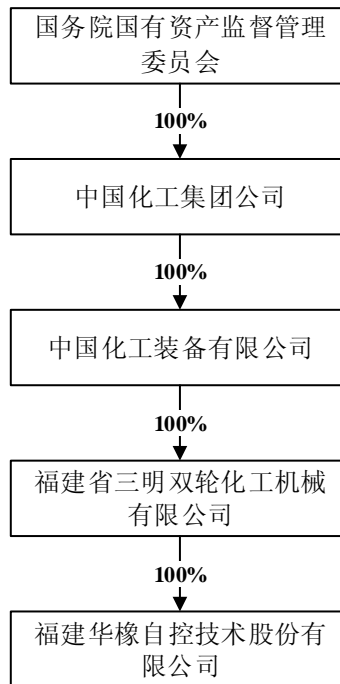 国务院国有资产监督管理
委员会
100%
中国化工集团公司
100%
中国化工装备有限公司
100%
福建省三明双轮化工机械
有限公司
100%
福建华橡自控技术股份有
限公司